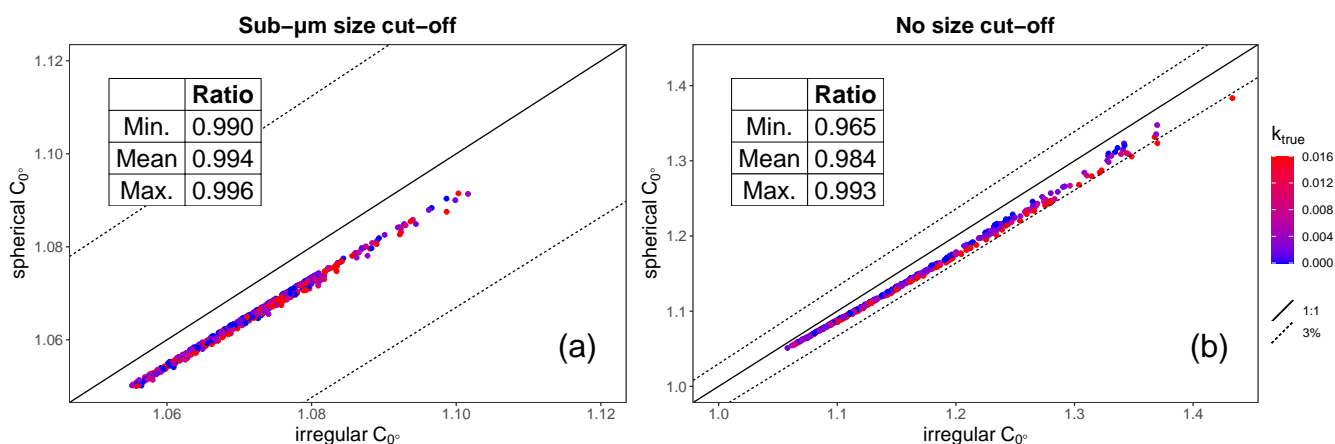 Sub−μm size cut−off
1.12
1.10
1.08
1.06
spherical C0°
Ratio
Min. 0.990
Mean 0.994
Max. 0.996
(a)
1.06 1.08 1.10 1.12
irregular C0°
No size cut−off
1.4
1.3
1.2
1.1
1.0
spherical C0°
Ratio
Min. 0.965
Mean 0.984
Max. 0.993
(b)
1.0 1.1 1.2 1.3 1.4
irregular C0°
ktrue
0.016
0.012
0.008
0.004
0.000
1:1
3%